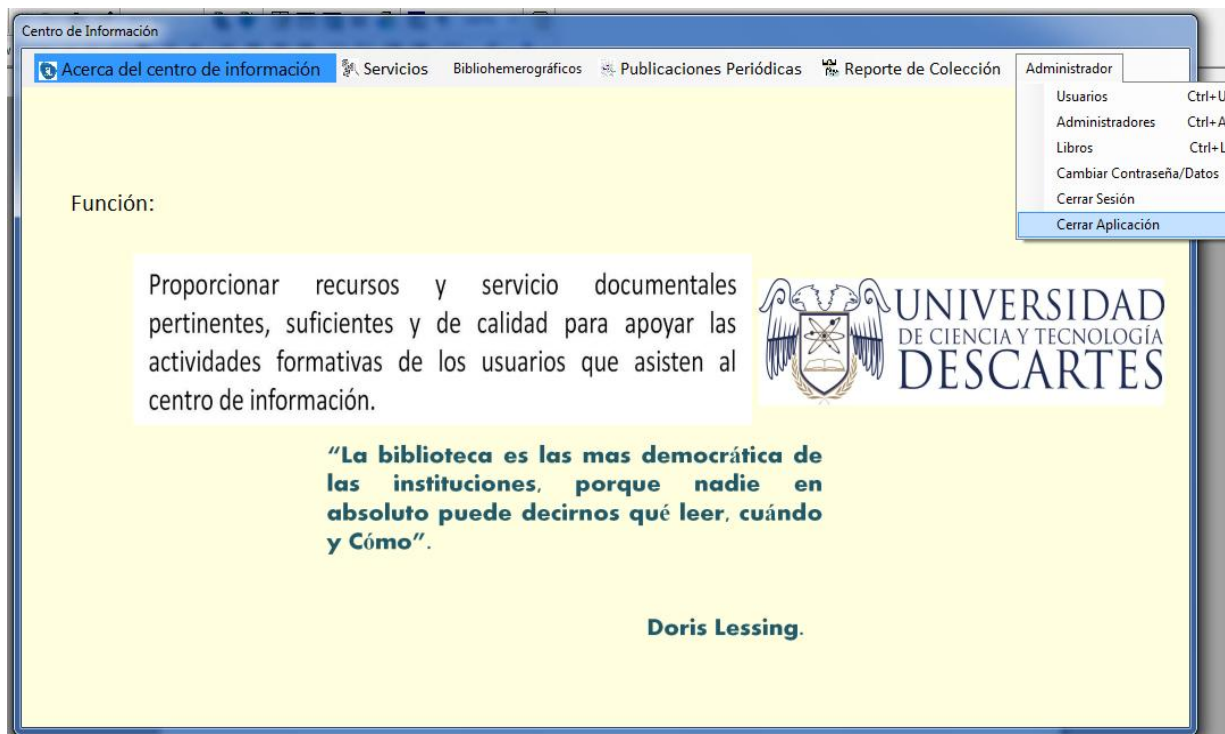 Centro de Información
Acerca del centro de información Servicios Bibliohemerográficos Publicaciones Periódicas Reporte de Colección Administrador
Usuarios Ctrl+U
Administradores Ctrl+A
Libros Ctrl+L
Cambiar Contraseña/Datos
Cerrar Sesión
Cerrar Aplicación
Función:
Proporcionar recursos y servicio documentales
pertinentes, suficientes y de calidad para apoyar las
actividades formativas de los usuarios que asisten al
centro de información.
UNIVERSIDAD
DE CIENCIA Y TECNOLOGÍA
DESCARTES
“La biblioteca es las mas democrática de
las instituciones, porque nadie en
absoluto puede decirnos qué leer, cuándo
y Cómo”.
Doris Lessing.